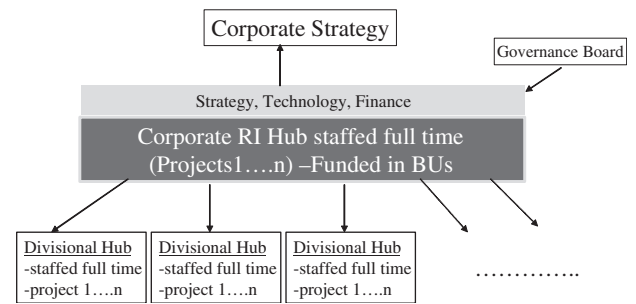 Corporate Strategy
Governance Board
Strategy, Technology, Finance
Corporate RI Hub staffed full time
(Projects1....n) –Funded in BUs
Divisional Hub
-staffed full time
-project 1....n
Divisional Hub
-staffed full time
-project 1....n
Divisional Hub
-staffed full time
-project 1....n
…………..